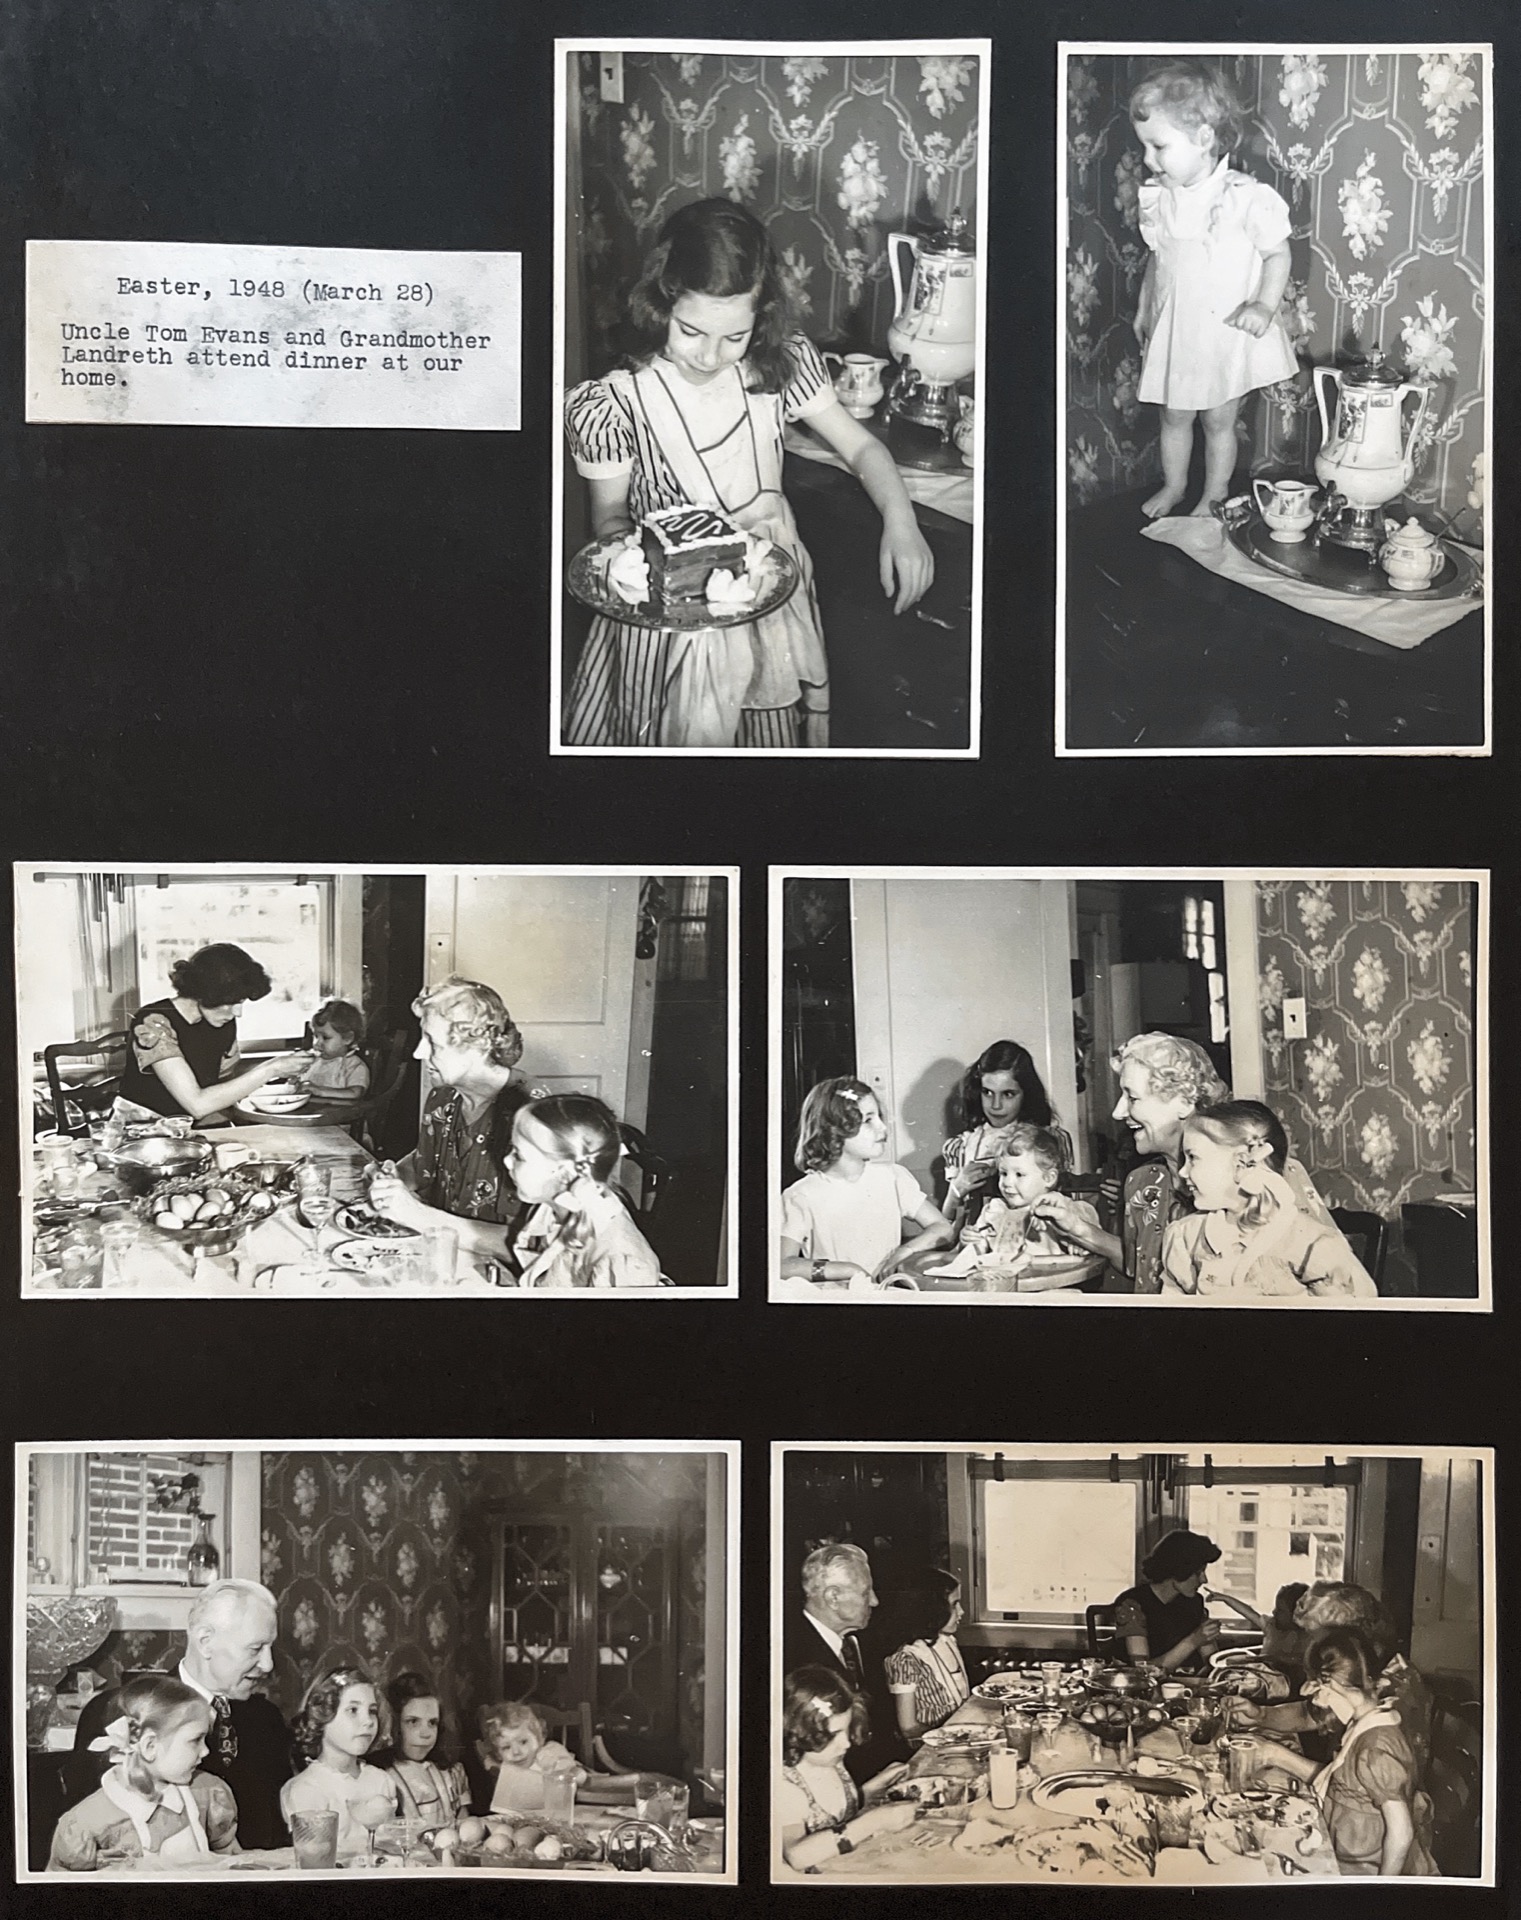 Easter, 1948 (March 28)
Uncle Tom Evans and Grandmother
Landreth attend dinner at our
home.